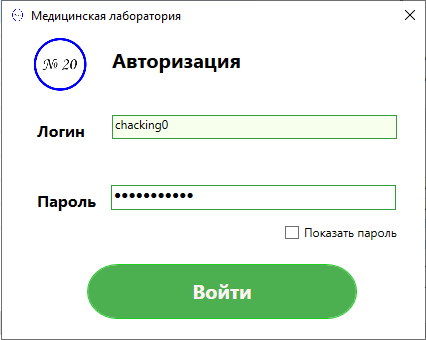 Медицинская лаборатория
№ 20
Авторизация
Логин
chacking0
Пароль
•••••••••••
Показать пароль
Войти